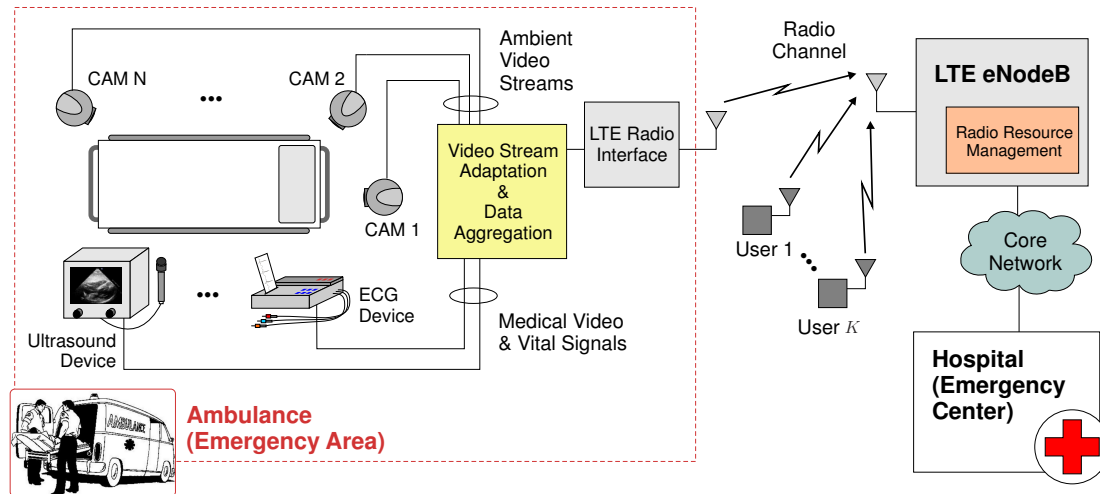 CAM N
CAM 2
Ambient
Video
Streams
Radio
Channel
LTE eNodeB
Radio Resource
Management
LTE Radio
Interface
Video Stream
Adaptation
&
Data
Aggregation
CAM 1
User 1
User K
Core
Network
Ultrasound
Device
ECG
Device
Medical Video
& Vital Signals
Hospital
(Emergency
Center)
AMBULANCE
Ambulance
(Emergency Area)